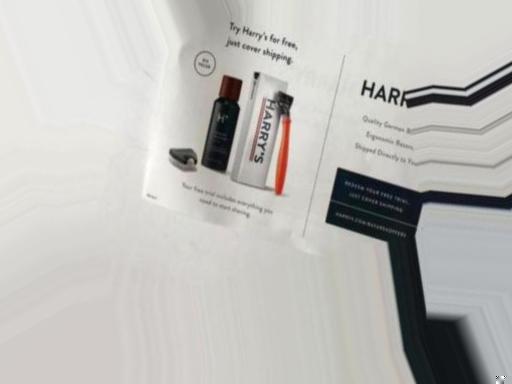 Try Harry's for free,
just cover shipping.
HARRY'S
Your free trial includes everything you
need to start shaving.
HARR
Quality German
Ergonomic Razors,
Shipped Directly to You
REDEEM YOUR FREE TRIAL,
JUST COVER SHIPPING